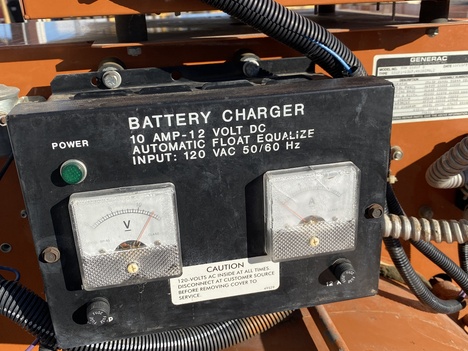 GENERAC
BATTERY CHARGER
10 AMP-12 VOLT DC
AUTOMATIC FLOAT EQUALIZE
INPUT: 120 VAC 50/60 Hz
POWER
V
CAUTION
120-VOLTS AC INSIDE AT ALL TIMES.
DISCONNECT AT CUSTOMER SOURCE
BEFORE REMOVING COVER TO
SERVICE.